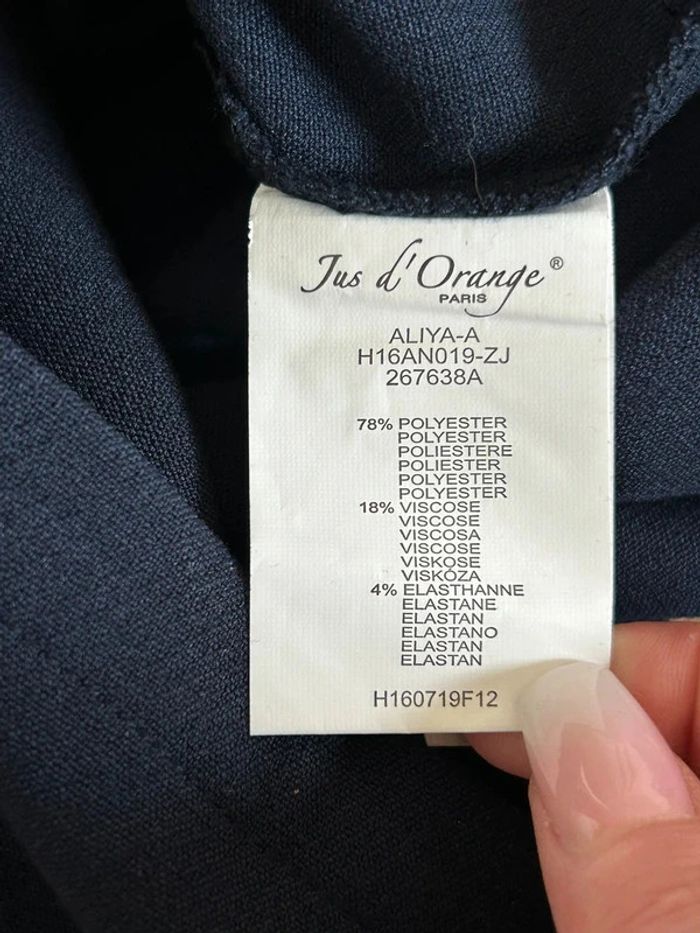 Jus d'Orange®
PARIS
ALIYA-A
H16AN019-ZJ
267638A
78% POLYESTER
POLYESTER
POLIESTERE
POLIESTER
POLYESTER
POLYESTER
18% VISCOSE
VISCOSE
VISCOSA
VISCOSE
VISKOSE
VISKÓZA
4% ELASTHANNE
ELASTANE
ELASTAN
ELASTANO
ELASTAN
ELASTAN
H160719F12